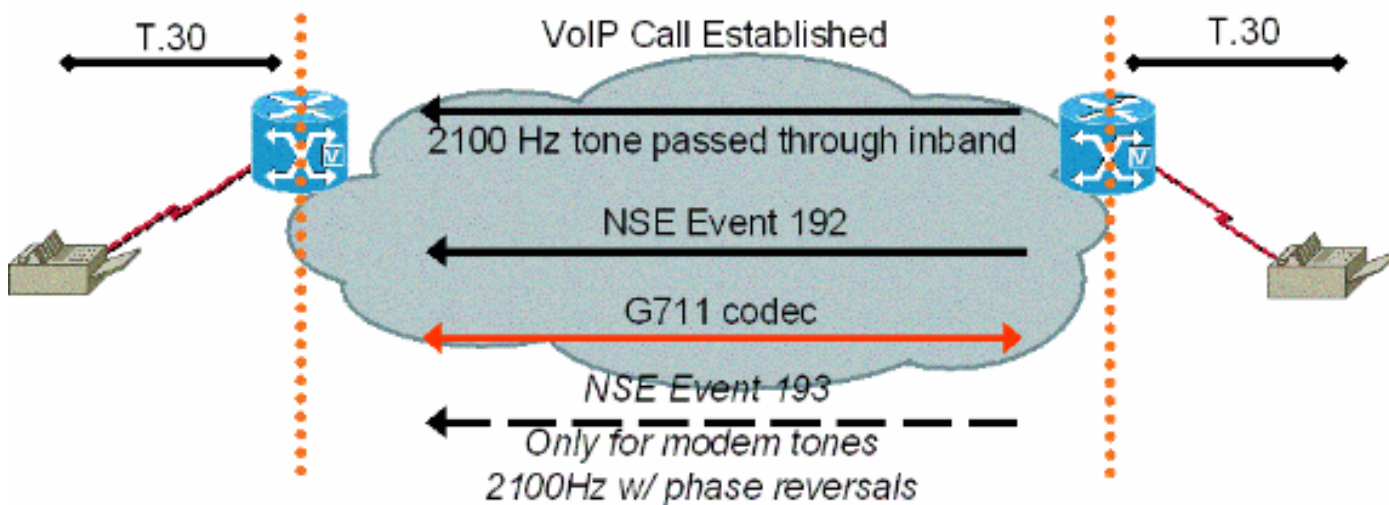 T.30
VoIP Call Established
T.30
2100 Hz tone passed through inband
V
V
NSE Event 192
G711 codec
NSE Event 193
Only for modem tones
2100Hz w/ phase reversals